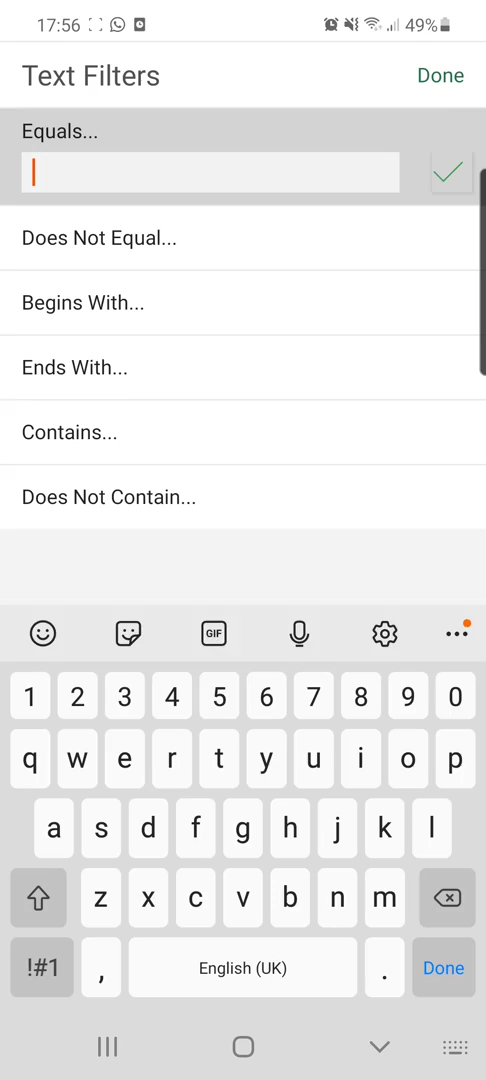 17:56 49%
Text Filters Done
Equals...
Does Not Equal...
Begins With...
Ends With...
Contains...
Does Not Contain...
GIF
1 2 3 4 5 6 7 8 9 0
q w e r t y u i o p
a s d f g h j k l
z x c v b n m
!#1 , English (UK) . Done